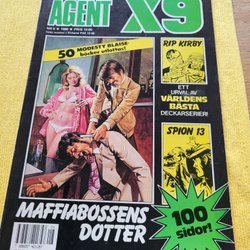 AGENT X9
50 MODESTY BLAISE-
böcker utlottas!
RIP KIRBY
ETT
URVAL AV
VÄRLDENS
BÄSTA
DECKARSERIER!
SPION 13
MAFFIABOSSENS
DOTTER
100
sidor!